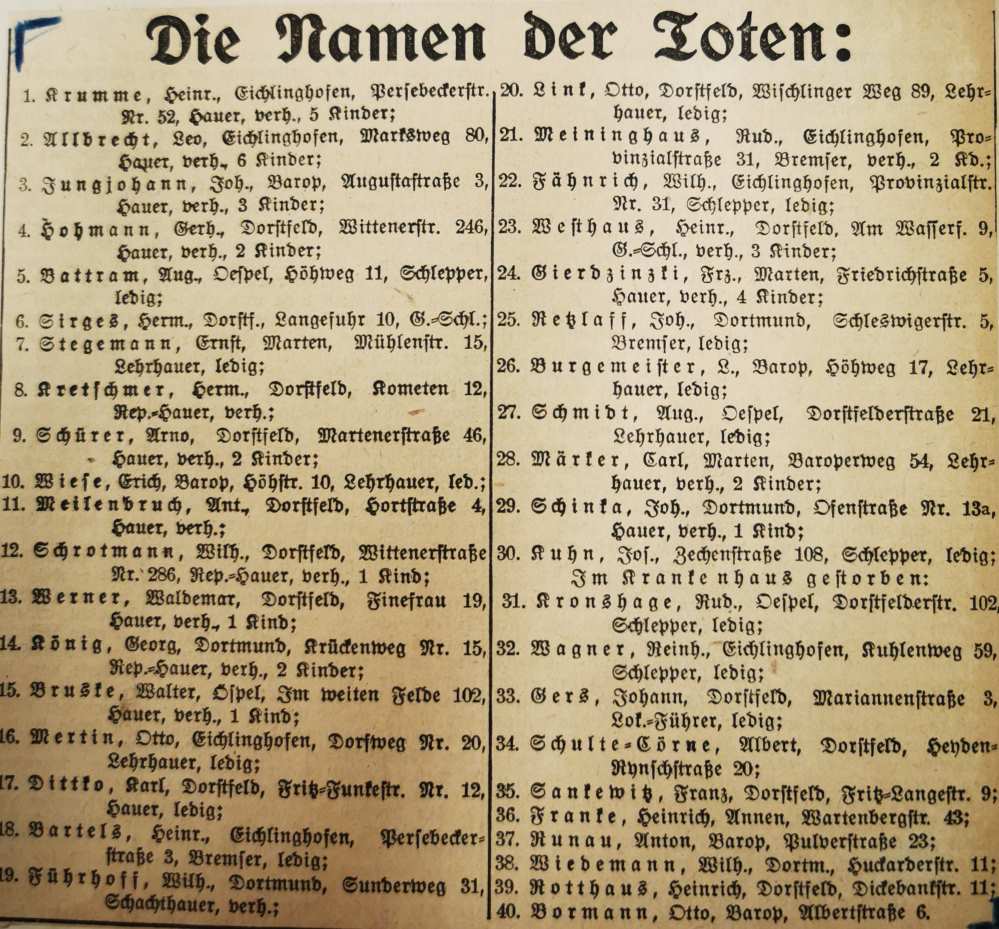 Die Namen der Toten:
1. Krumme, Heinr., Eichlinghofen, Persebeckerstr.
Nr. 52, Hauer, verh., 5 Kinder;
2. Allbrecht, Leo, Eichlinghofen, Marksweg 80,
Hauer, verh., 6 Kinder;
3. Jungjohann, Joh., Barop, Augustastraße 3,
Hauer, verh., 3 Kinder;
4. Hohmann, Gerh., Dorstfeld, Wittenerstr. 246,
Hauer, verh., 2 Kinder;
5. Battram, Aug., Oespel, Höhweg 11, Schlepper,
ledig;
6. Sirges, Herm., Dorstf., Langefuhr 10, G.-Schl.;
7. Stegemann, Ernst, Marten, Mühlenstr. 15,
Lehrhauer, ledig;
8. Kretschmer, Herm., Dorstfeld, Kometen 12,
Rep.-Hauer, verh.;
9. Schürer, Arno, Dorstfeld, Martenerstraße 46,
Hauer, verh., 2 Kinder;
10. Wiese, Erich, Barop, Höhstr. 10, Lehrhauer, led.;
11. Meilenbruch, Ant., Dorstfeld, Hortstraße 4,
Hauer, verh.;
12. Schrotmann, Wilh., Dorstfeld, Wittenerstraße
Nr. 286, Rep.-Hauer, verh., 1 Kind;
13. Werner, Waldemar, Dorstfeld, Finefrau 19,
Hauer, verh., 1 Kind;
14. König, Georg, Dortmund, Krückenweg Nr. 15,
Rep.-Hauer, verh., 2 Kinder;
15. Bruske, Walter, Öspel, Im weiten Felde 102,
Hauer, verh., 1 Kind;
16. Mertin, Otto, Eichlinghofen, Dorfweg Nr. 20,
Lehrhauer, ledig;
17. Dittko, Karl, Dorstfeld, Fritz-Funkestr. Nr. 12,
Hauer, ledig;
18. Bartels, Heinr., Eichlinghofen, Persebecker-
straße 3, Bremser, ledig;
19. Führhoff, Wilh., Dortmund, Sunderweg 31,
Schachthauer, verh.;
20. Link, Otto, Dorstfeld, Wischlinger Weg 89, Lehr-
hauer, ledig;
21. Meininghaus, Rud., Eichlinghofen, Pro-
vinzialstraße 31, Bremser, verh., 2 Kd.;
22. Fähnrich, Wilh., Eichlinghofen, Provinzialstr.
Nr. 31, Schlepper, ledig;
23. Westhaus, Heinr., Dorstfeld, Am Wasserf. 9,
G.-Schl., verh., 3 Kinder;
24. Gierdzinzki, Frz., Marten, Friedrichstraße 5,
Hauer, verh., 4 Kinder;
25. Retzlaff, Joh., Dortmund, Schleswigerstr. 5,
Bremser, ledig;
26. Burgemeister, L., Barop, Höhweg 17, Lehr-
hauer, ledig;
27. Schmidt, Aug., Oespel, Dorstfelderstraße 21,
Lehrhauer, ledig;
28. Märker, Carl, Marten, Baroperweg 54, Lehr-
hauer, verh., 2 Kinder;
29. Schinka, Joh., Dortmund, Ofenstraße Nr. 13a,
Hauer, verh., 1 Kind;
30. Kuhn, Jos., Zechenstraße 108, Schlepper, ledig;
Im Krankenhaus gestorben:
31. Kronshage, Rud., Oespel, Dorstfelderstr. 102,
Schlepper, ledig;
32. Wagner, Reinh., Eichlinghofen, Kuhlenweg 59,
Schlepper, ledig;
33. Gers, Johann, Dorstfeld, Mariannenstraße 3,
Lok.-Führer, ledig;
34. Schulte-Cörne, Albert, Dorstfeld, Heyden-
Rynschstraße 20;
35. Sankewitz, Franz, Dorstfeld, Fritz-Langestr. 9;
36. Franke, Heinrich, Annen, Wartenbergstr. 43;
37. Runau, Anton, Barop, Pulverstraße 23;
38. Wiedemann, Wilh., Dortm., Huckarderstr. 11;
39. Rotthaus, Heinrich, Dorstfeld, Dickebankstr. 11;
40. Bormann, Otto, Barop, Albertstraße 6.